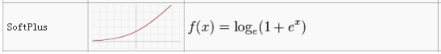 SoftPlus f(x) = logₑ(1 + eˣ)